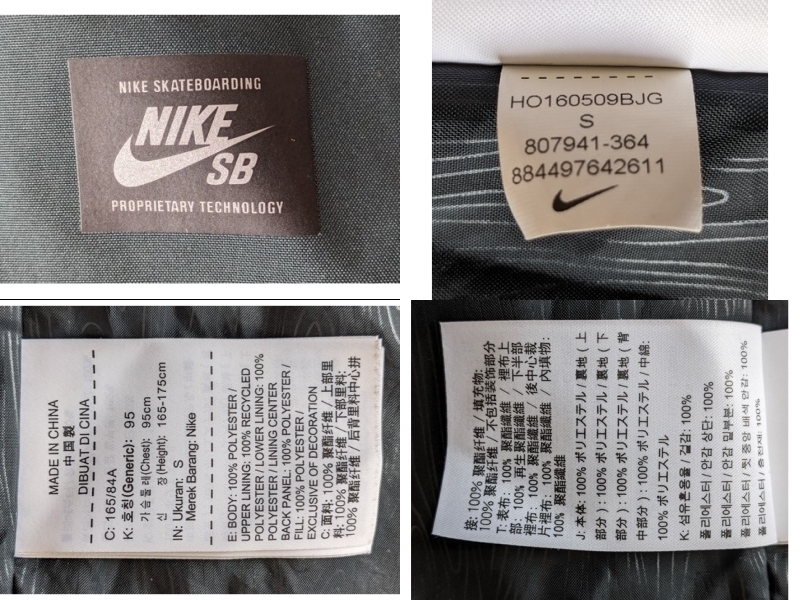 NIKE SKATEBOARDING
NIKE
SB
PROPRIETARY TECHNOLOGY
HO160509BJG
S
807941-364
884497642611
MADE IN CHINA
中国製
DIBUAT DI CINA
C: 165/84A
K: 호칭(Generic): 95
가슴둘레(Chest): 95cm
신 장(Height): 165-175cm
IN: Ukuran: S
Merek Barang: Nike
E: BODY: 100% POLYESTER /
UPPER LINING: 100% RECYCLED
POLYESTER / LOWER LINING: 100%
POLYESTER / LINING CENTER
BACK PANEL: 100% POLYESTER /
FILL: 100% POLYESTER /
EXCLUSIVE OF DECORATION
C: 面料: 100% 聚酯纤维 / 上部里
料: 100% 聚酯纤维 / 下部里料:
100% 聚酯纤维 / 后背里料中心拼
接: 100% 聚酯纤维 / 填充物:
100% 聚酯纤维 / 不包括装饰部分
T: 表布: 100% 聚酯纖維 / 裡布上
部: 100% 再生聚酯纖維 / 下半部
裡布: 100% 聚酯纖維 / 後中心裁
片裡布: 100% 聚酯纖維 / 內填物:
100% 聚酯纖維
J: 本体: 100% ポリエステル / 裏地 ( 上
部分 ) : 100% ポリエステル / 裏地 ( 下
部分 ) : 100% ポリエステル / 裏地 ( 背
中部分 ) : 100% ポリエステル / 中綿:
100% ポリエステル
K: 섬유혼용율 / 겉감: 100%
폴리에스터 / 안감 상단: 100%
폴리에스터 / 안감 밑부분: 100%
폴리에스터 / 뒷 중앙 배색 안감: 100%
폴리에스터 / 충전재: 100%